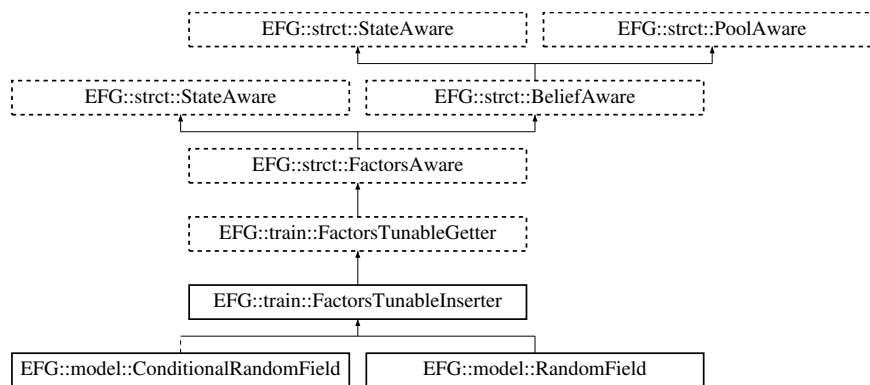 EFG::strct::StateAware
EFG::strct::PoolAware
EFG::strct::StateAware
EFG::strct::BeliefAware
EFG::strct::FactorsAware
EFG::train::FactorsTunableGetter
EFG::train::FactorsTunableInserter
EFG::model::ConditionalRandomField
EFG::model::RandomField